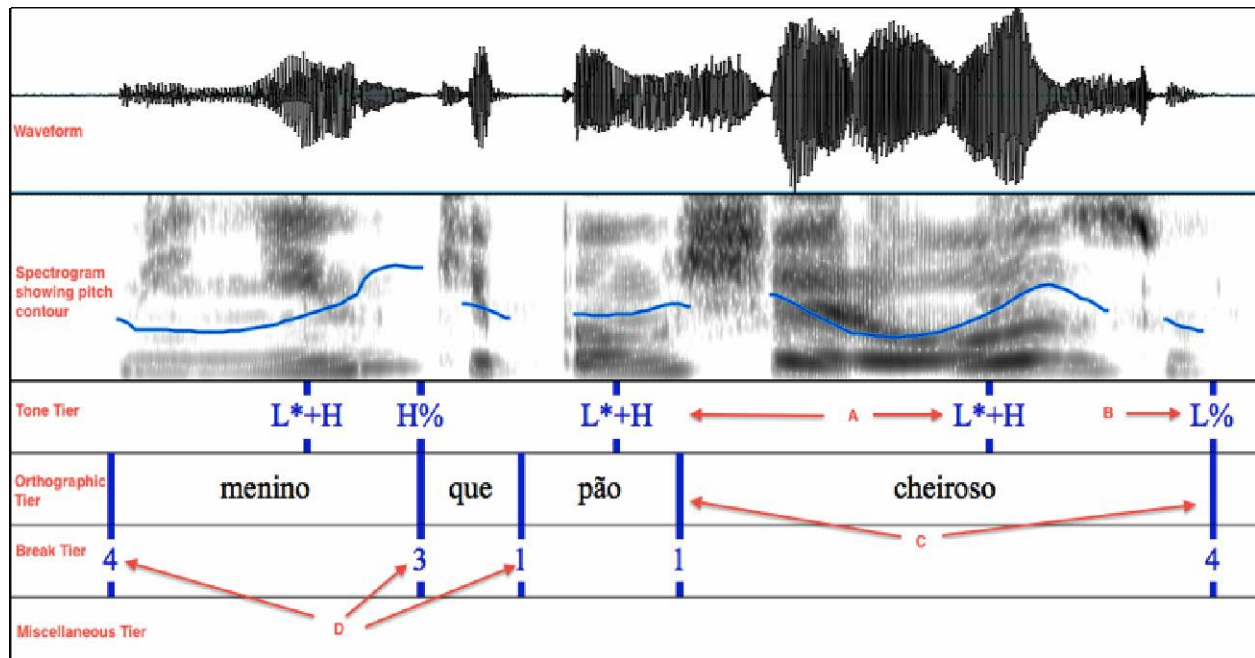 Waveform
Spectrogram
showing pitch
contour
Tone Tier L*+H H% L*+H A L*+H B L%
Orthographic
Tier
menino que pão cheiroso
C
Break Tier 4 3 1 1 4
D
Miscellaneous Tier